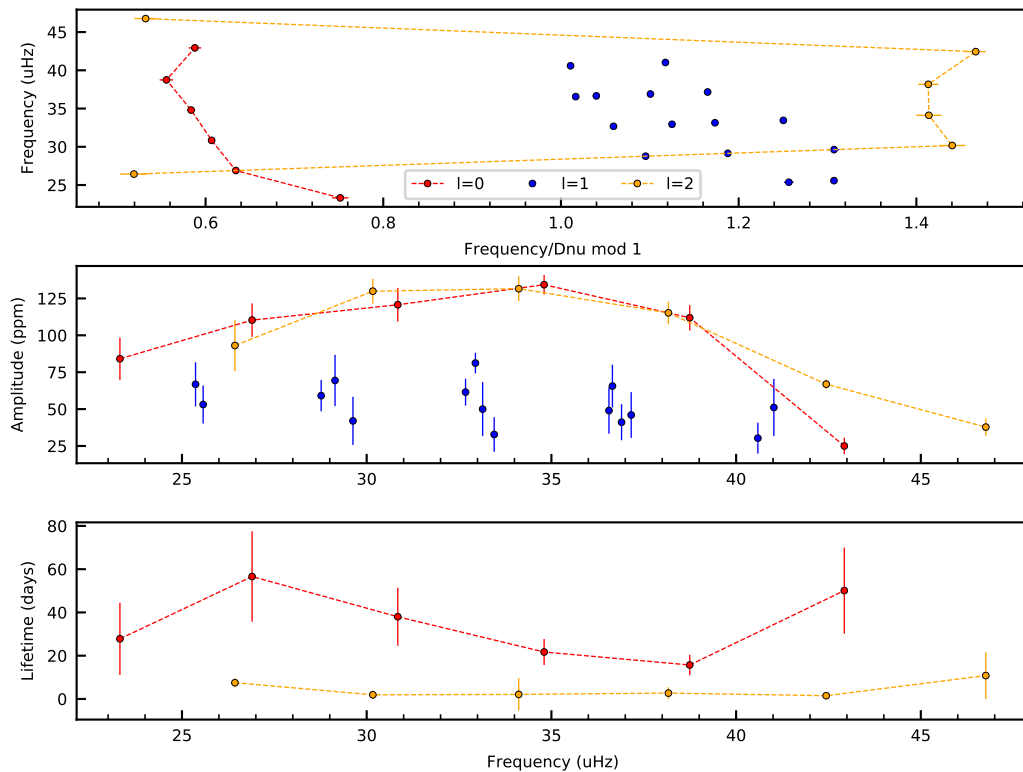 Frequency (uHz)
45
40
35
30
25
l=0 l=1 l=2
0.6 0.8 1.0 1.2 1.4
Frequency/Dnu mod 1
Amplitude (ppm)
125
100
75
50
25
25 30 35 40 45
Lifetime (days)
80
60
40
20
0
25 30 35 40 45
Frequency (uHz)